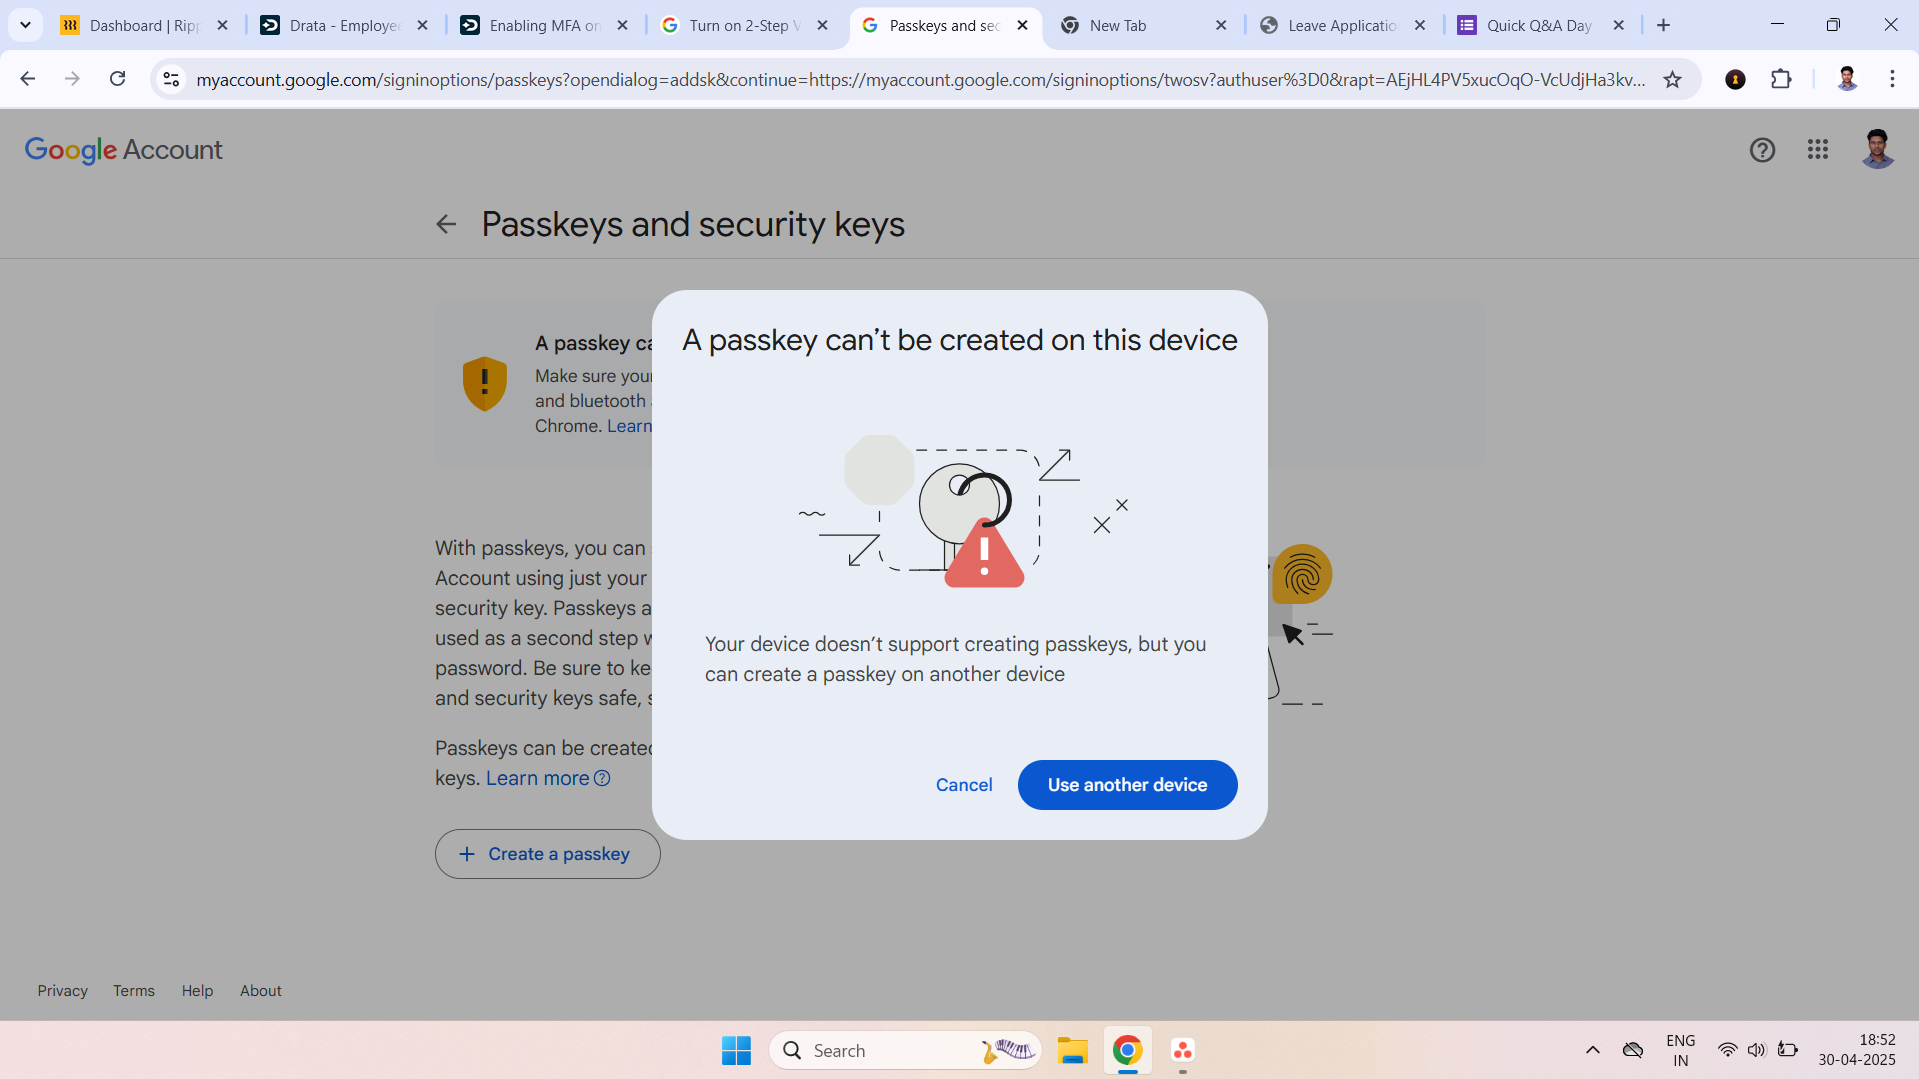 Dashboard | Ripp
Drata - Employee
Enabling MFA on
Turn on 2-Step V
Passkeys and sec
New Tab
Leave Applicatio
Quick Q&A Day
myaccount.google.com/signinoptions/passkeys?opendialog=addsk&continue=https://myaccount.google.com/signinoptions/twosv?authuser%3D0&rapt=AEjHL4PV5xucOqO-VcUdjHa3kv...
Google Account
Passkeys and security keys
A passkey ca
Make sure your
and bluetooth
Chrome. Learn
A passkey can’t be created on this device
Your device doesn’t support creating passkeys, but you
can create a passkey on another device
Cancel
Use another device
With passkeys, you can
Account using just your
security key. Passkeys a
used as a second step w
password. Be sure to ke
and security keys safe, s
Passkeys can be created
keys. Learn more
+ Create a passkey
Privacy
Terms
Help
About
Search
ENG
IN
18:52
30-04-2025